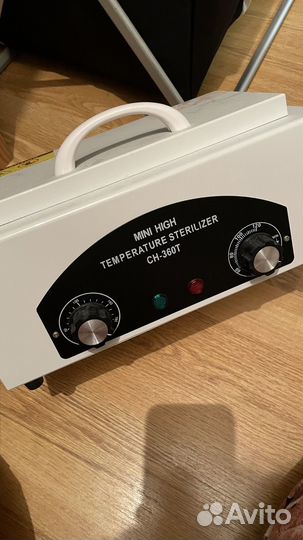 MINI HIGH
TEMPERATURE STERILIZER
CH-360T
Avito